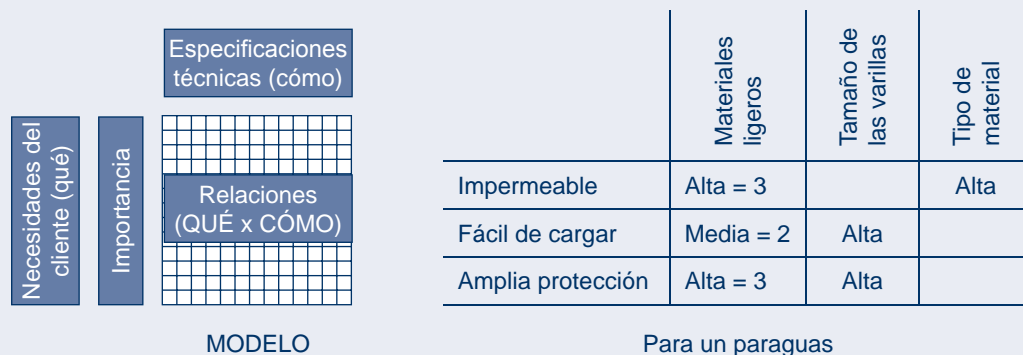 Especificaciones
técnicas (cómo)
Necesidades del
cliente (qué)
Importancia
Relaciones
(QUÉ x CÓMO)
MODELO
Materiales
ligeros
Tamaño de
las varillas
Tipo de
material
Impermeable Alta = 3 Alta
Fácil de cargar Media = 2 Alta
Amplia protección Alta = 3 Alta
Para un paraguas